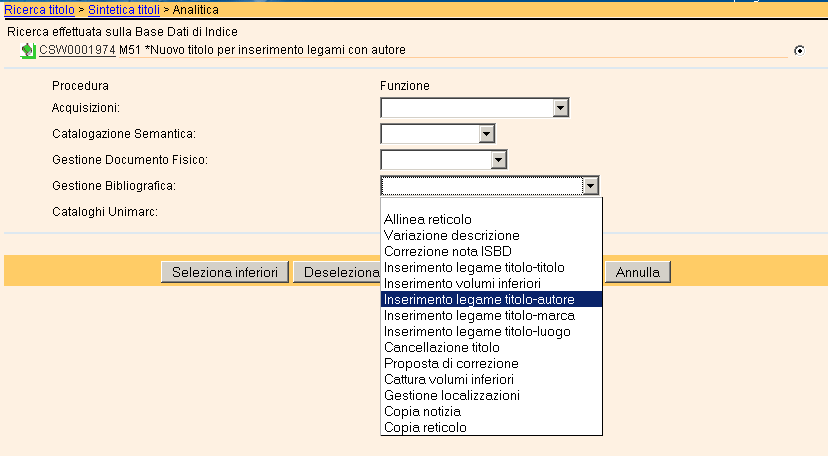 Ricerca titolo > Sintetica titoli > Analitica
Ricerca effettuata sulla Base Dati di Indice
CSW0001974 M51 *Nuovo titolo per inserimento legami con autore
Procedura Funzione
Acquisizioni:
Catalogazione Semantica:
Gestione Documento Fisico:
Gestione Bibliografica:
Cataloghi Unimarc:
Allinea reticolo
Variazione descrizione
Correzione nota ISBD
Inserimento legame titolo-titolo
Inserimento volumi inferiori
Inserimento legame titolo-autore
Inserimento legame titolo-marca
Inserimento legame titolo-luogo
Cancellazione titolo
Proposta di correzione
Cattura volumi inferiori
Gestione localizzazioni
Copia notizia
Copia reticolo
Seleziona inferiori Deseleziona Annulla